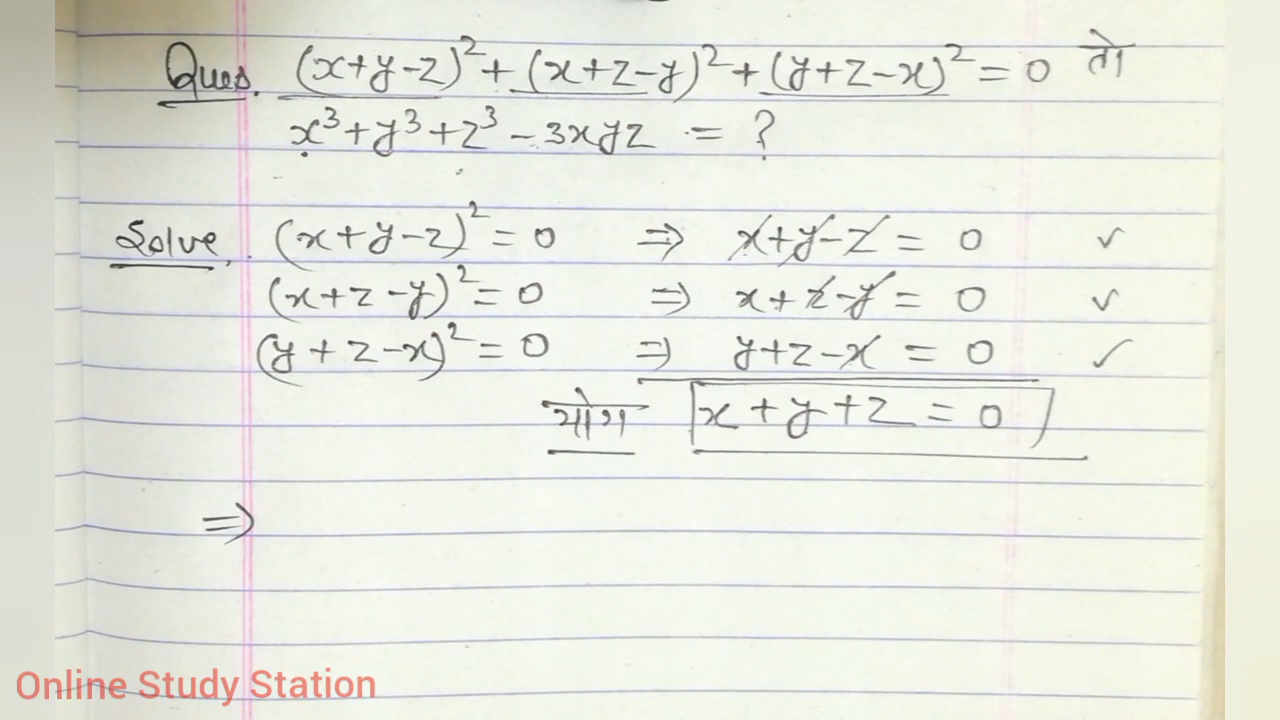 Ques. (x+y-z)²+(x+z-y)²+(y+z-x)²=0 तो
x³+y³+z³-3xyz = ?
Solve, (x+y-z)²=0 ⇒ x+y-z=0 ✓
(x+z-y)²=0 ⇒ x+z-y=0 ✓
(y+z-x)²=0 ⇒ y+z-x=0 ✓
योग x+y+z=0
⇒
Online Study Station